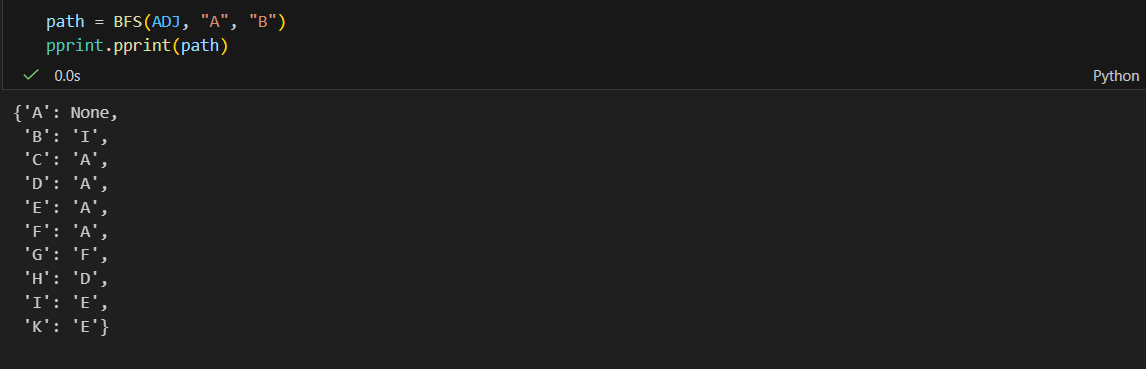 path = BFS(ADJ, "A", "B")
pprint.pprint(path)
0.0s
Python
{'A': None,
 'B': 'I',
 'C': 'A',
 'D': 'A',
 'E': 'A',
 'F': 'A',
 'G': 'F',
 'H': 'D',
 'I': 'E',
 'K': 'E'}